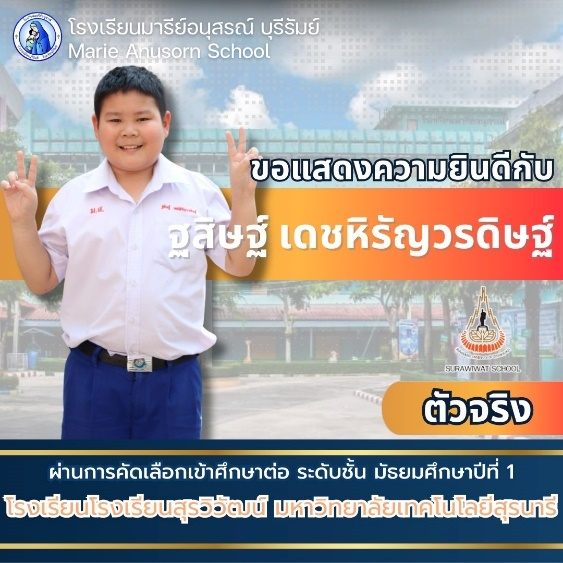 โรงเรียนมารีย์อนุสรณ์ บุรีรัมย์
Marie Anusorn School
ขอแสดงความยินดีกับ
ฐสิษฐ์ เดชหิรัญวรดิษฐ์
SURAWIWAT SCHOOL
ตัวจริง
ผ่านการคัดเลือกเข้าศึกษาต่อ ระดับชั้น มัธยมศึกษาปีที่ 1
โรงเรียนโรงเรียนสุรวิวัฒน์ มหาวิทยาลัยเทคโนโลยีสุรนารี